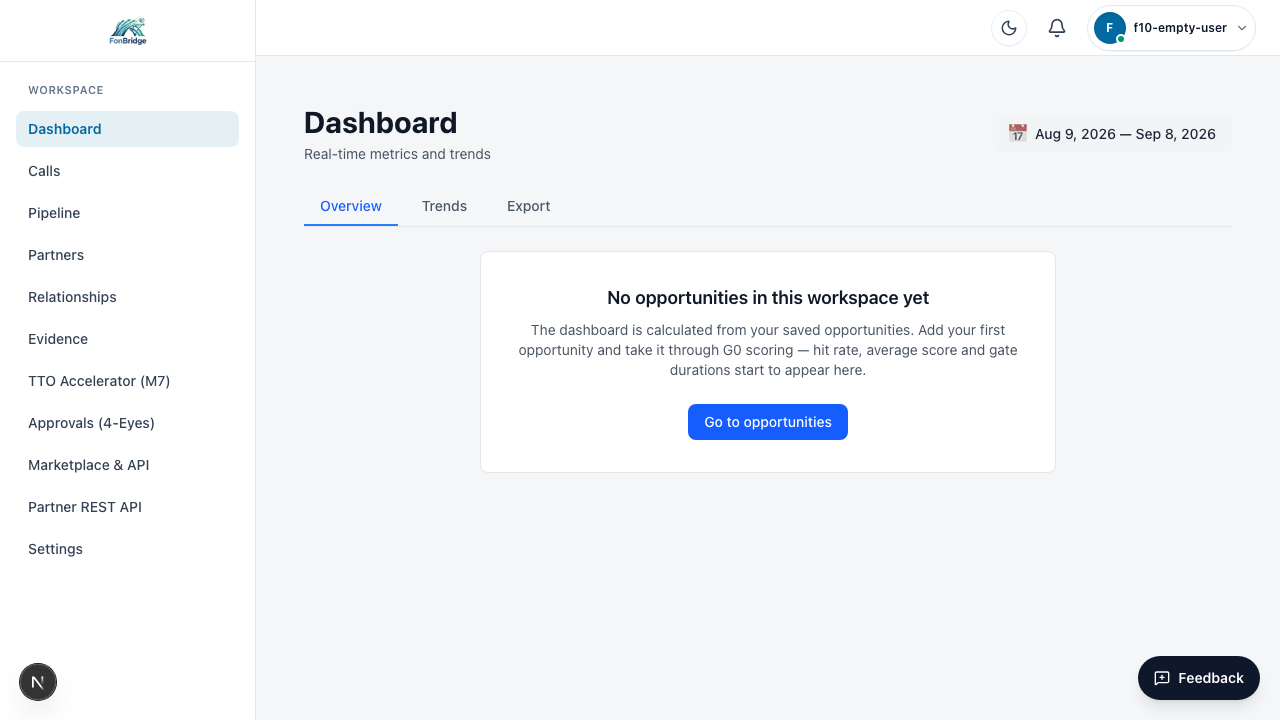 FonBridge
f10-empty-user
F
WORKSPACE
Dashboard
Calls
Pipeline
Partners
Relationships
Evidence
TTO Accelerator (M7)
Approvals (4-Eyes)
Marketplace & API
Partner REST API
Settings
N
Dashboard
Real-time metrics and trends
Aug 9, 2026 — Sep 8, 2026
Overview
Trends
Export
No opportunities in this workspace yet
The dashboard is calculated from your saved opportunities. Add your first
opportunity and take it through G0 scoring — hit rate, average score and gate
durations start to appear here.
Go to opportunities
Feedback